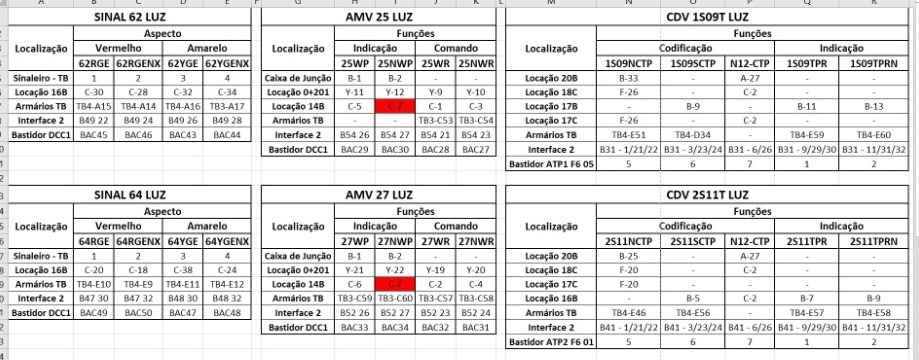 A B C D E F G H I J K L M N O P Q R
SINAL 62 LUZ AMV 25 LUZ CDV 1S09T LUZ
Localização Aspecto Localização Funções Localização Funções
Vermelho Amarelo Indicação Comando Codificação Indicação
62RGE 62RGENX 62YGE 62YGENX 25WP 25NWP 25WR 25NWR 1S09NCTP 1S09SCTP N12-CTP 1S09TPR 1S09TPRN
Sinaleiro - TB 1 2 3 4 Caixa de Junção B-1 B-2 - - Locação 20B B-33 - A-27 - -
Locação 16B C-30 C-28 C-32 C-34 Locação 0+201 Y-11 Y-12 Y-9 Y-10 Locação 18C F-26 - C-2 - -
Armários TB TB4-A15 TB4-A14 TB4-A16 TB3-A17 Locação 14B C-5 C-7 C-1 C-3 Locação 17B - B-9 - B-11 B-13
Interface 2 B49 22 B49 24 B49 26 B49 28 Armários TB - - TB3-C53 TB3-C54 Locação 17C F-26 - C-2 - -
Bastidor DCC1 BAC45 BAC46 BAC43 BAC44 Interface 2 B54 26 B54 27 B54 21 B54 23 Armários TB TB4-E51 TB4-D34 - TB4-E59 TB4-E60
Bastidor DCC1 BAC29 BAC30 BAC28 BAC27 Interface 2 B31 - 1/21/22 B31 - 3/23/24 B31 - 6/26 B31 - 9/29/30 B31 - 11/31/32
Bastidor ATP1 F6 05 5 6 7 1 2
SINAL 64 LUZ AMV 27 LUZ CDV 2S11T LUZ
Localização Aspecto Localização Funções Localização Funções
Vermelho Amarelo Indicação Comando Codificação Indicação
64RGE 64RGENX 64YGE 64YGENX 27WP 27NWP 27WR 27NWR 2S11NCTP 2S11SCTP N12-CTP 2S11TPR 2S11TPRN
Sinaleiro - TB 1 2 3 4 Caixa de Junção B-1 B-2 - - Locação 20B B-25 - A-27 - -
Locação 16B C-20 C-18 C-38 C-24 Locação 0+201 Y-21 Y-22 Y-19 Y-20 Locação 18C F-20 - C-2 - -
Armários TB TB4-E10 TB4-E9 TB4-E11 TB4-E12 Locação 14B C-6 C-7 C-2 C-4 Locação 17C F-20 - - - -
Interface 2 B47 30 B47 32 B48 30 B48 32 Armários TB TB3-C59 TB3-C60 TB3-C57 TB3-C58 Locação 16B - B-5 C-2 B-7 B-9
Bastidor DCC1 BAC49 BAC50 BAC47 BAC48 Interface 2 B52 26 B52 27 B52 23 B52 24 Armários TB TB4-E46 TB4-E56 - TB4-E57 TB4-E58
Bastidor DCC1 BAC33 BAC34 BAC32 BAC31 Interface 2 B41 - 1/21/22 B41 - 3/23/24 B41 - 6/26 B41 - 9/29/30 B41 - 11/31/32
Bastidor ATP2 F6 01 5 6 7 1 2